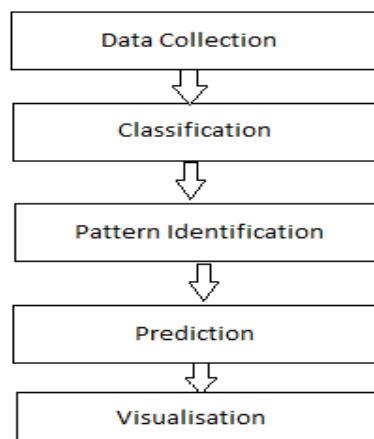 Data Collection
Classification
Pattern Identification
Prediction
Visualisation